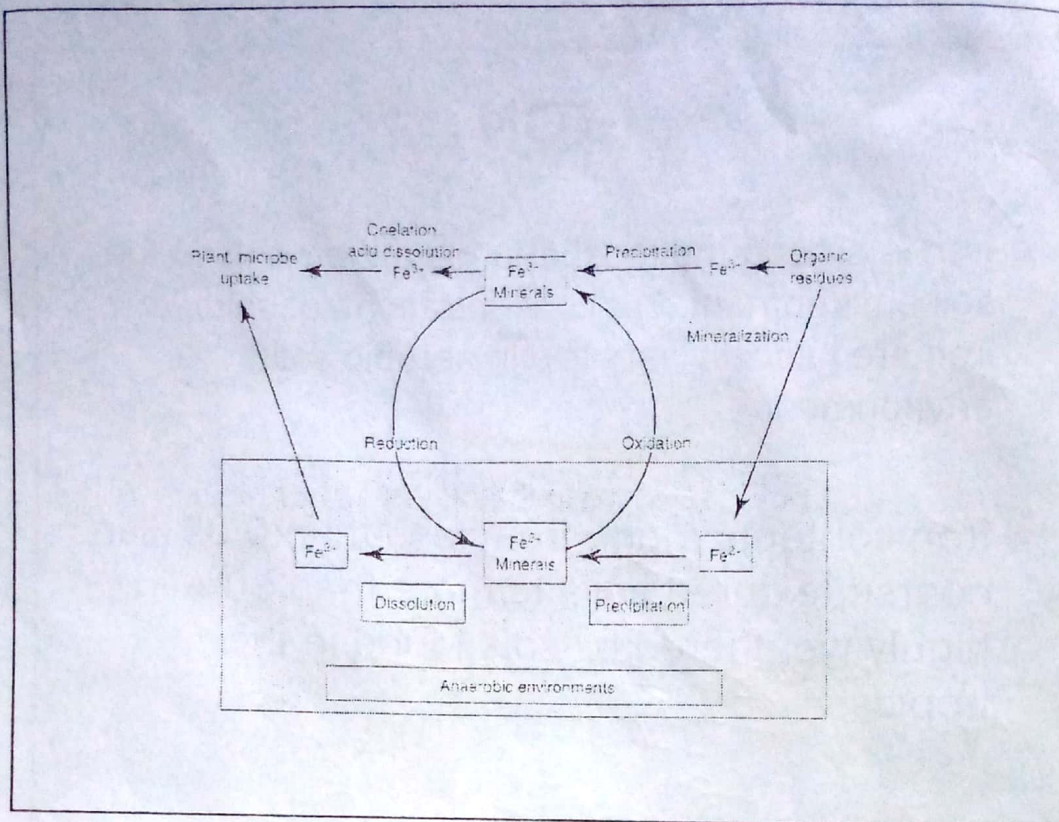 Chelation
acid dissolution
Precipitation
Plant, microbe
uptake
Fe³⁺
Fe³⁺
Minerals
Fe³⁺
Organic
residues
Mineralization
Reduction
Oxidation
Fe²⁺
Fe²⁺
Minerals
Fe²⁺
Dissolution
Precipitation
Anaerobic environments